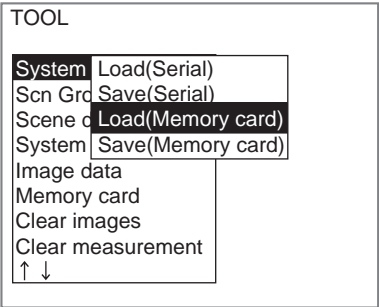 TOOL
System Load(Serial)
Scn Gro Save(Serial)
Scene d Load(Memory card)
System Save(Memory card)
Image data
Memory card
Clear images
Clear measurement
↑ ↓